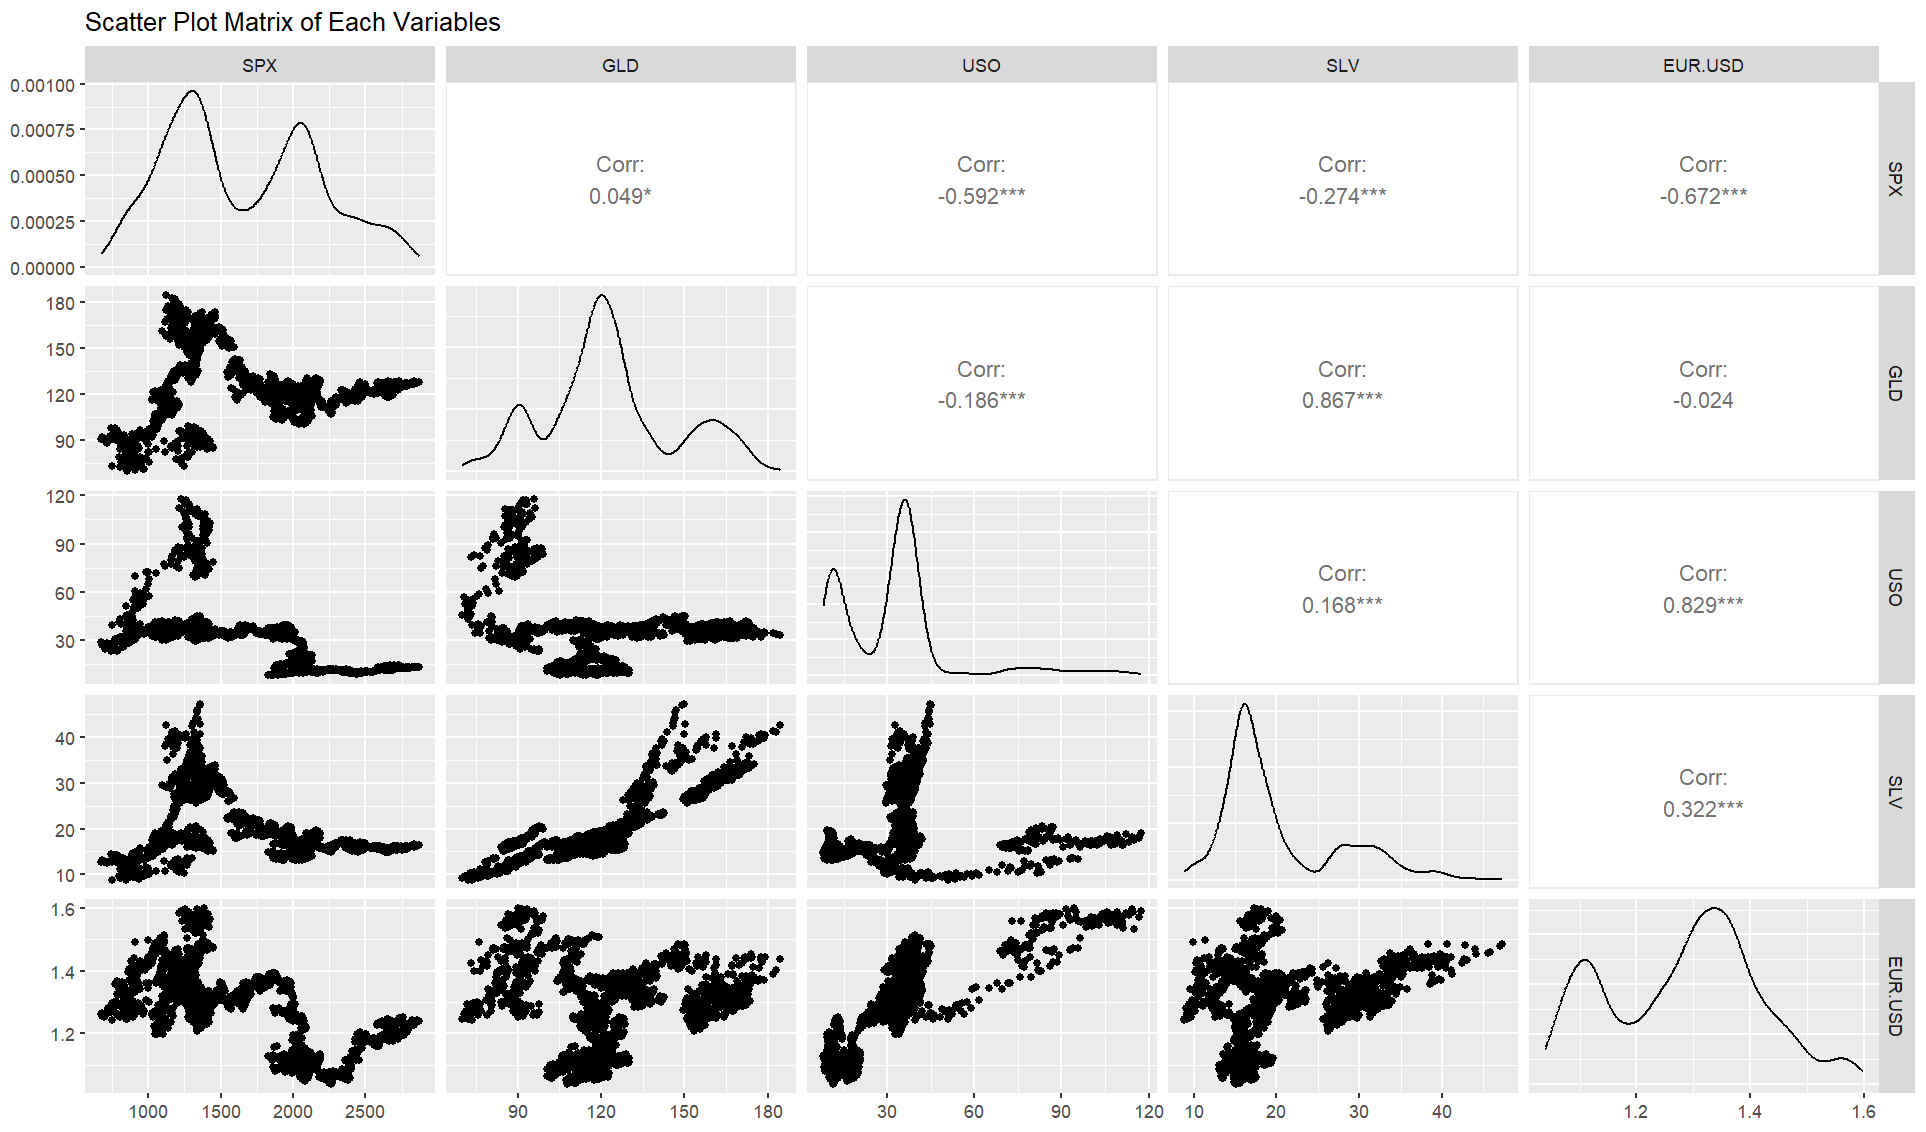 Scatter Plot Matrix of Each Variables
SPX GLD USO SLV EUR.USD
0.00100
0.00075
0.00050
0.00025
0.00000
Corr:
0.049*
Corr:
-0.592***
Corr:
-0.274***
Corr:
-0.672***
SPX
180
150
120
90
Corr:
-0.186***
Corr:
0.867***
Corr:
-0.024
GLD
120
90
60
30
Corr:
0.168***
Corr:
0.829***
USO
40
30
20
10
Corr:
0.322***
SLV
1.6
1.4
1.2
EUR.USD
1000 1500 2000 2500 90 120 150 180 30 60 90 120 10 20 30 40 1.2 1.4 1.6